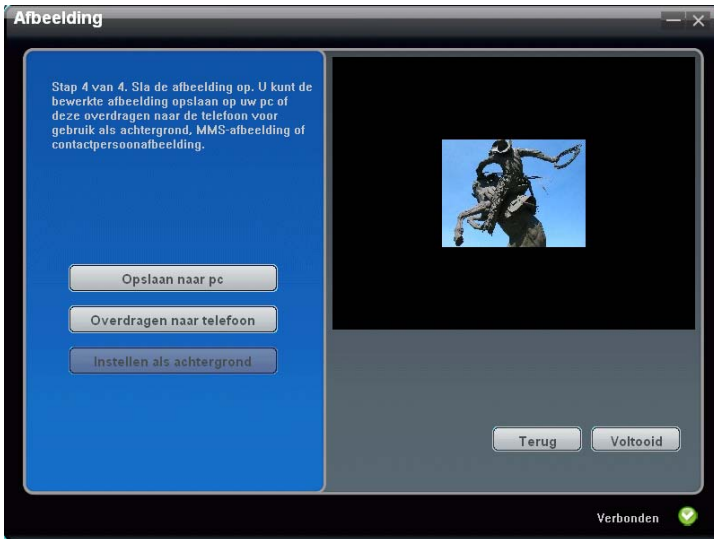 Afbeelding
Stap 4 van 4. Sla de afbeelding op. U kunt de
bewerkte afbeelding opslaan op uw pc of
deze overdragen naar de telefoon voor
gebruik als achtergrond, MMS-afbeelding of
contactpersoonafbeelding.
Opslaan naar pc
Overdragen naar telefoon
Instellen als achtergrond
Terug
Voltooid
Verbonden